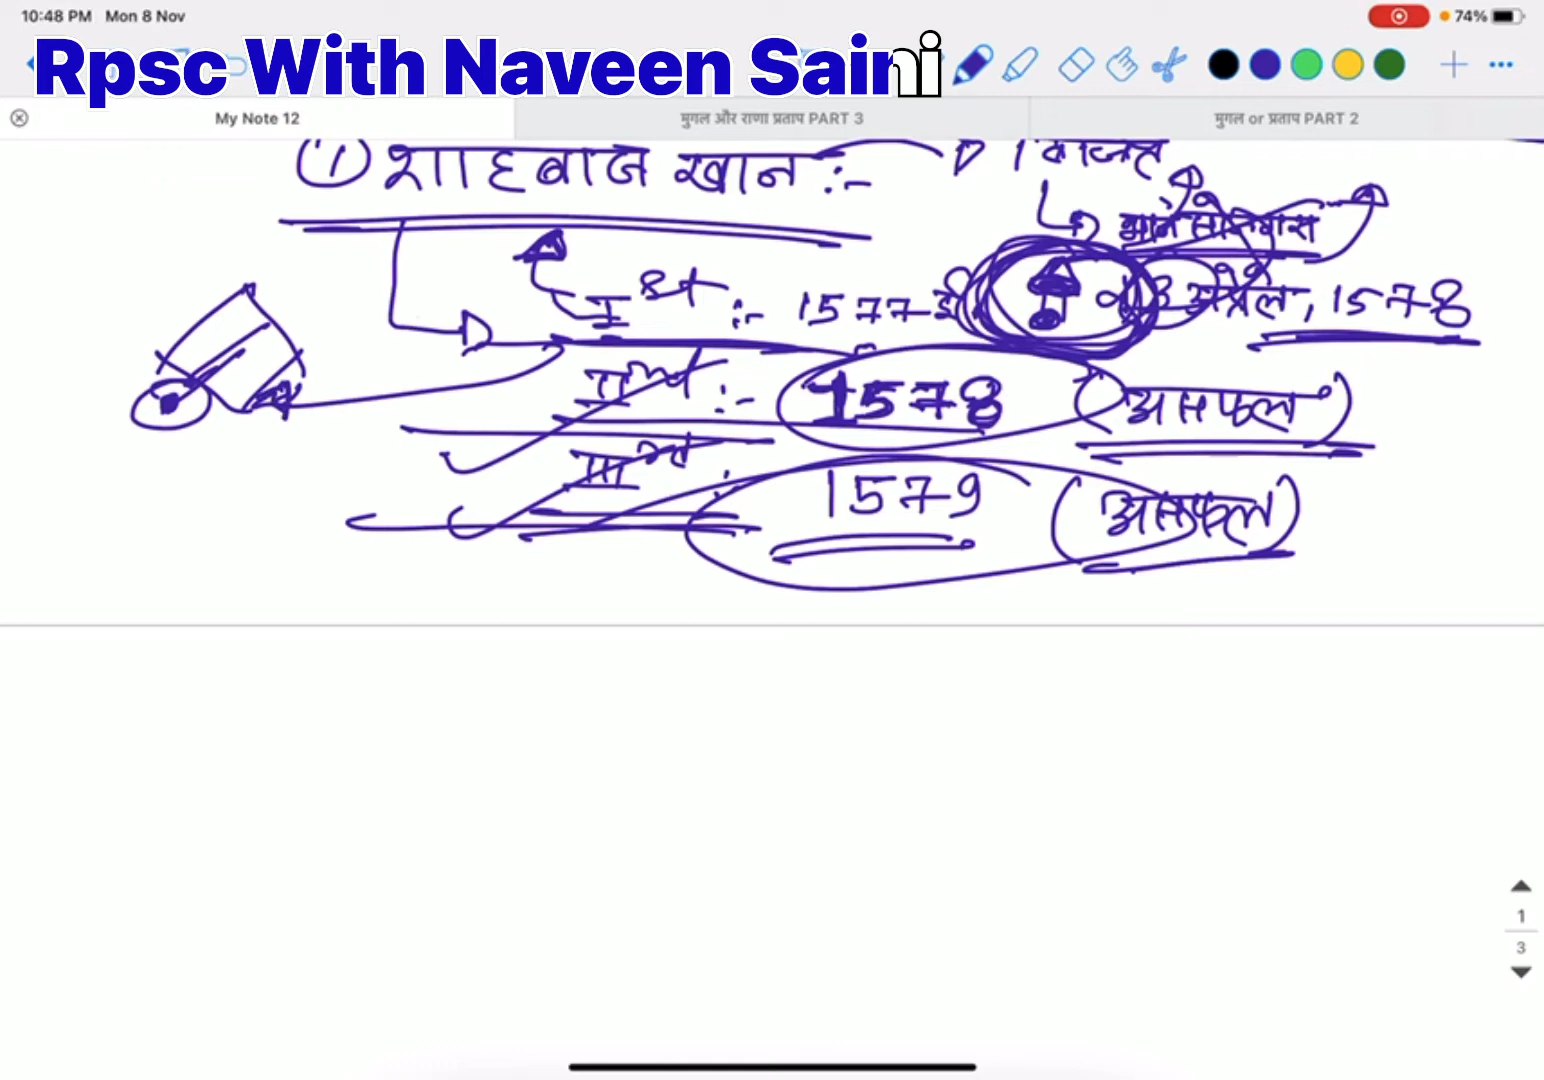 10:48 PM Mon 8 Nov
74%
Rpsc With Naveen Saini
My Note 12
मुगल और राणा प्रताप PART 3
मुगल or प्रताप PART 2
① शाहबाज खान :-
I st :- 1577 ई
3 अप्रैल, 1578
II nd :- 1578 (असफल)
III rd : 1579 (असफल)
1
3